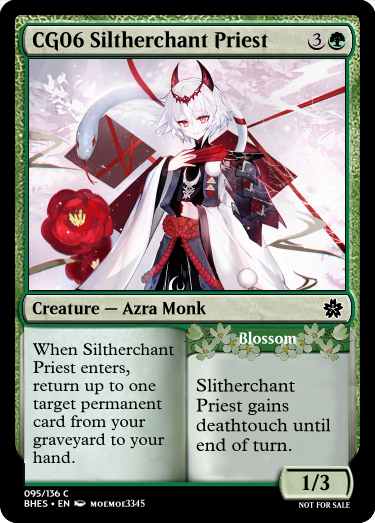 CG06 Siltherchant Priest 3
Creature — Azra Monk
When Siltherchant
Priest enters,
return up to one
target permanent
card from your
graveyard to your
hand.
Blossom
Slitherchant
Priest gains
deathtouch until
end of turn.
1/3
095/136 C
BHES • EN MOEMOE3345
NOT FOR SALE